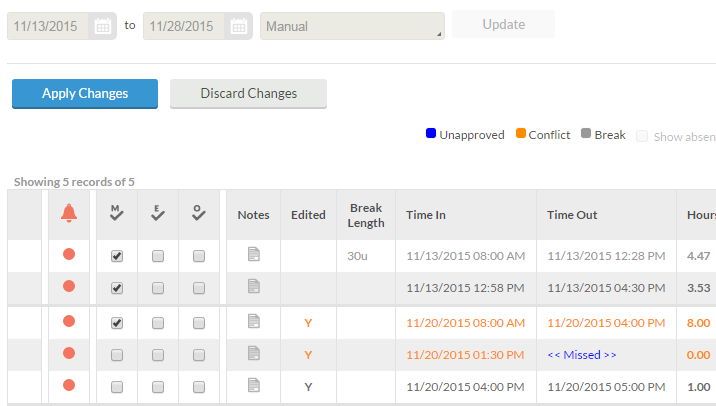 11/13/2015 to 11/28/2015 Manual Update
Apply Changes Discard Changes
Unapproved Conflict Break Show absen
Showing 5 records of 5
M E O Notes Edited Break Length Time In Time Out Hours
30u 11/13/2015 08:00 AM 11/13/2015 12:28 PM 4.47
11/13/2015 12:58 PM 11/13/2015 04:30 PM 3.53
Y 11/20/2015 08:00 AM 11/20/2015 04:00 PM 8.00
Y 11/20/2015 01:30 PM << Missed >> 0.00
Y 11/20/2015 04:00 PM 11/20/2015 05:00 PM 1.00